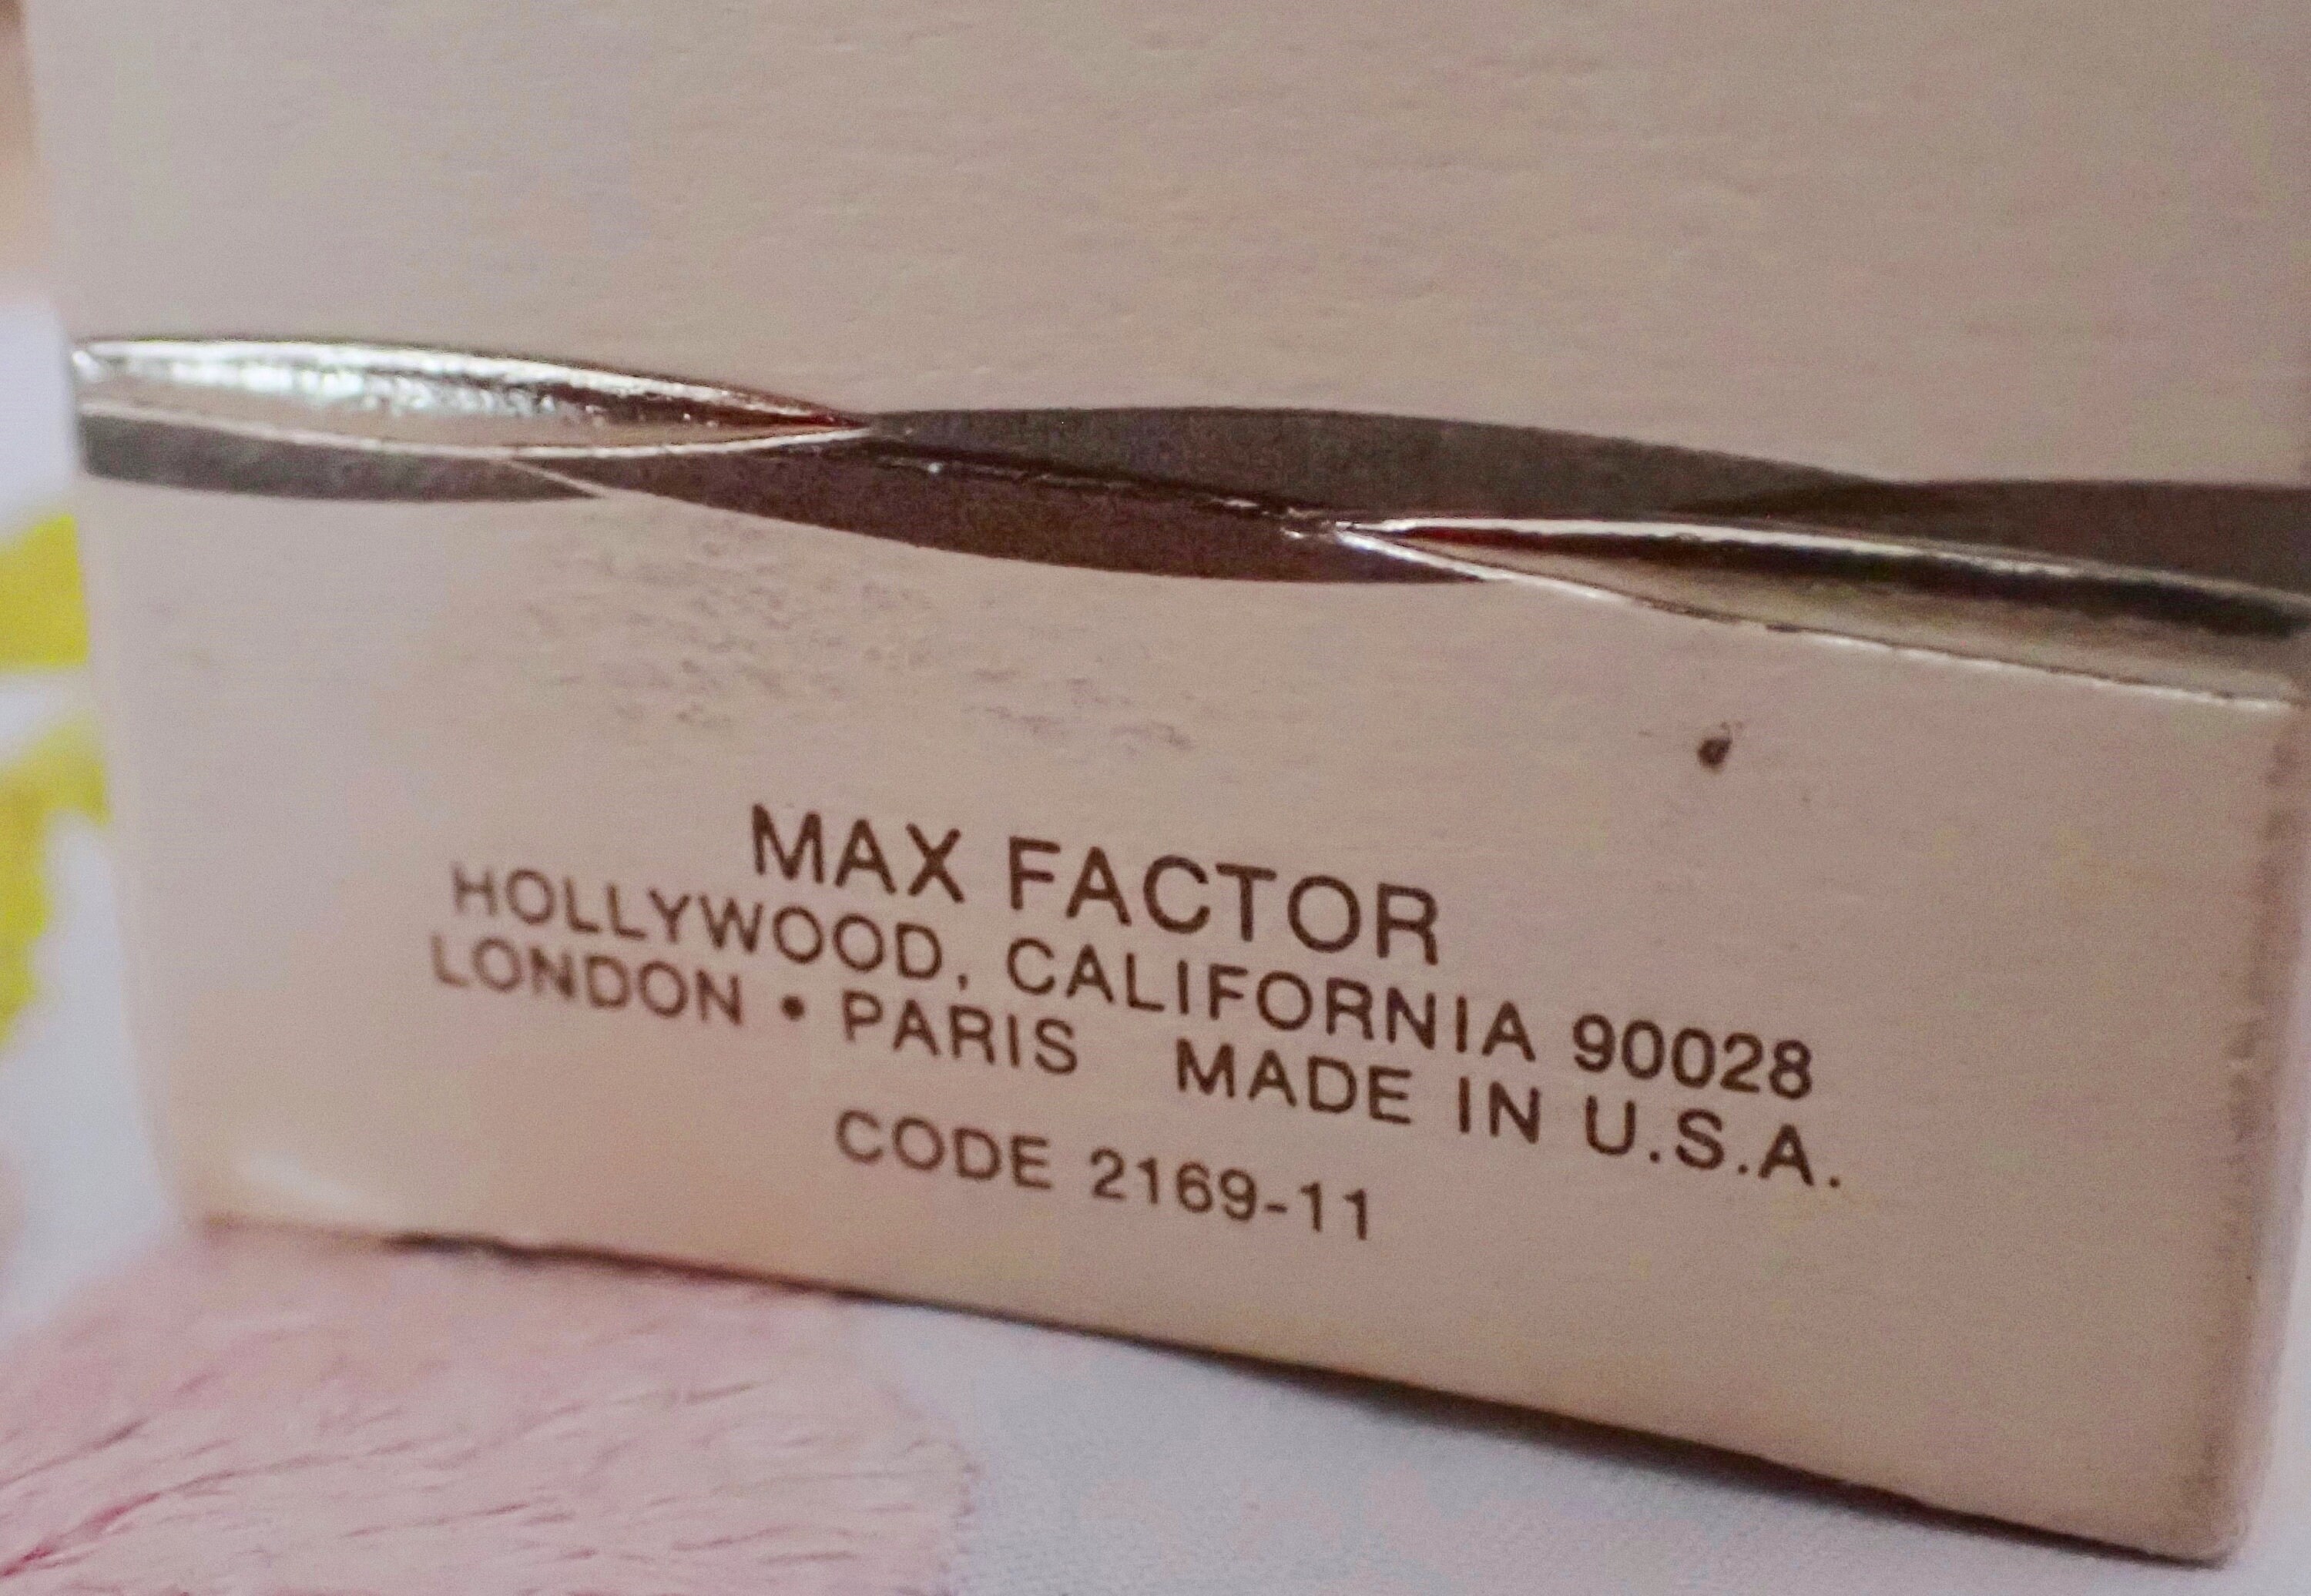 MAX FACTOR
HOLLYWOOD, CALIFORNIA 90028
LONDON • PARIS MADE IN U.S.A.
CODE 2169-11